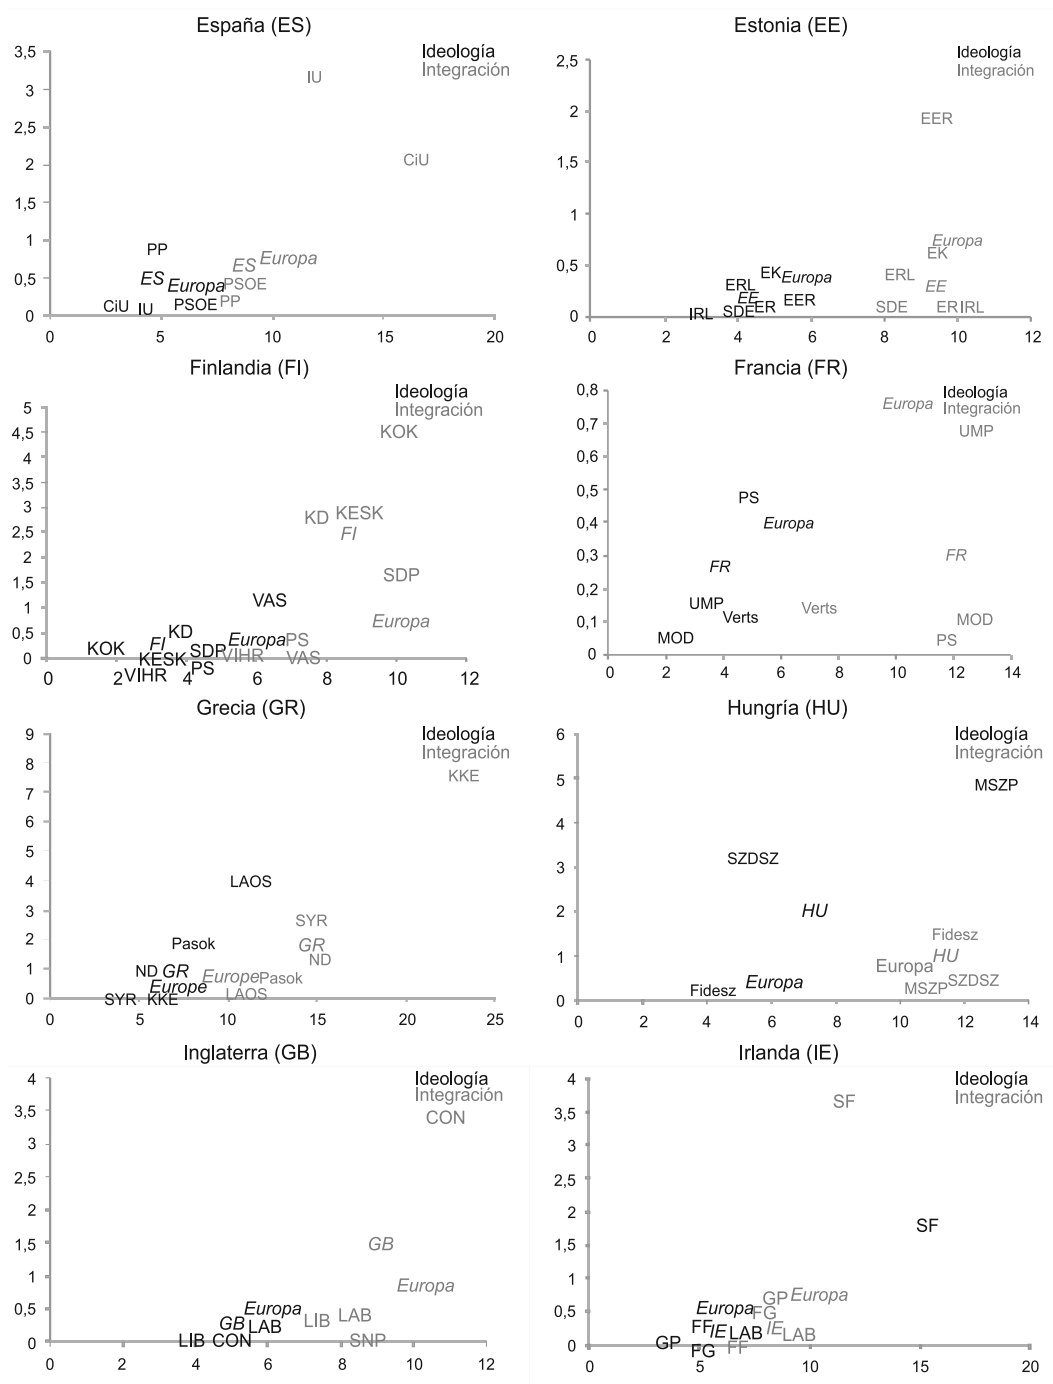 España (ES)
Ideología
Integración
3,5
3
2,5
2
1,5
1
0,5
0
IU
CiU
PP
ES
Europa
ES
Europa
PSOE
PP
CiU
IU
PSOE
5
10
15
20
Estonia (EE)
Ideología
Integración
2,5
2
1,5
1
0,5
0
EER
Europa
EK
EK
Europa
ERL
ERL
EE
EE
IRL
SDE
ER
EER
SDE
ER
IRL
0
2
4
6
8
10
12
Finlandia (FI)
Ideología
Integración
5
4,5
4
3
2,5
2
1,5
1
0,5
0
KOK
KD
KESK
FI
SDP
VAS
Europa
KD
FI
Europa
PS
KOK
SDR
KESK
VIHR
VAS
VIHR
PS
0
2
4
6
8
10
12
Francia (FR)
Ideología
Integración
0,8
0,7
0,6
0,5
0,4
0,3
0,2
0,1
0
Europa
UMP
PS
Europa
FR
FR
UMP
Verts
Verts
MOD
MOD
PS
0
2
4
6
8
10
12
14
Grecia (GR)
Ideología
Integración
9
8
7
6
5
4
3
2
1
0
KKE
LAOS
SYR
Pasok
GR
ND
ND
GR
Europe
Pasok
Europe
LAOS
SYR
KKE
0
5
10
15
20
25
Hungría (HU)
Ideología
Integración
6
5
4
3
2
1
0
MSZP
SZDSZ
HU
Fidesz
HU
Europa
SZDSZ
Europa
MSZP
Fidesz
0
2
4
6
8
10
12
14
Inglaterra (GB)
Ideología
Integración
4
3,5
3
2,5
2
1,5
1
0,5
0
CON
GB
Europa
Europa
GB
LAB
LIB
LAB
LIB
CON
SNP
0
2
4
6
8
10
12
Irlanda (IE)
Ideología
Integración
4
3,5
3
2,5
2
1,5
1
0,5
0
SF
SF
GP
Europa
Europa
FG
FF
IE
LAB
IE
LAB
GP
FG
FF
0
5
10
15
20